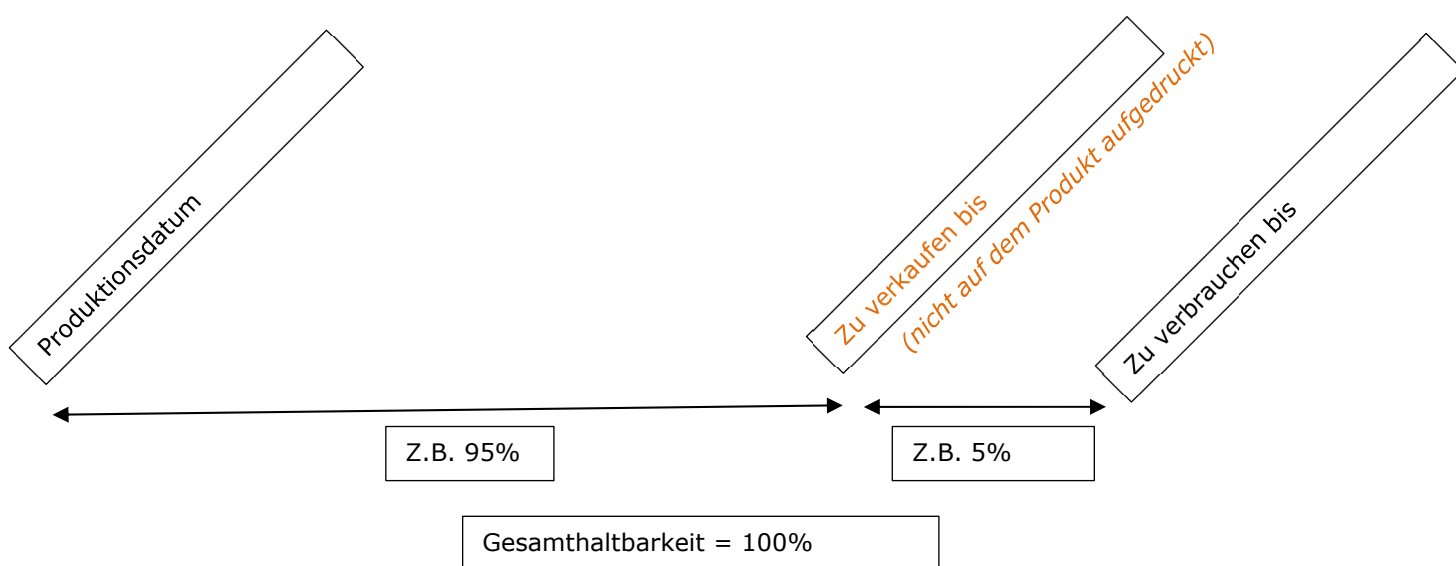 Produktionsdatum
Zu verkaufen bis
(nicht auf dem Produkt aufgedruckt)
Zu verbrauchen bis
Z.B. 95%
Z.B. 5%
Gesamthaltbarkeit = 100%